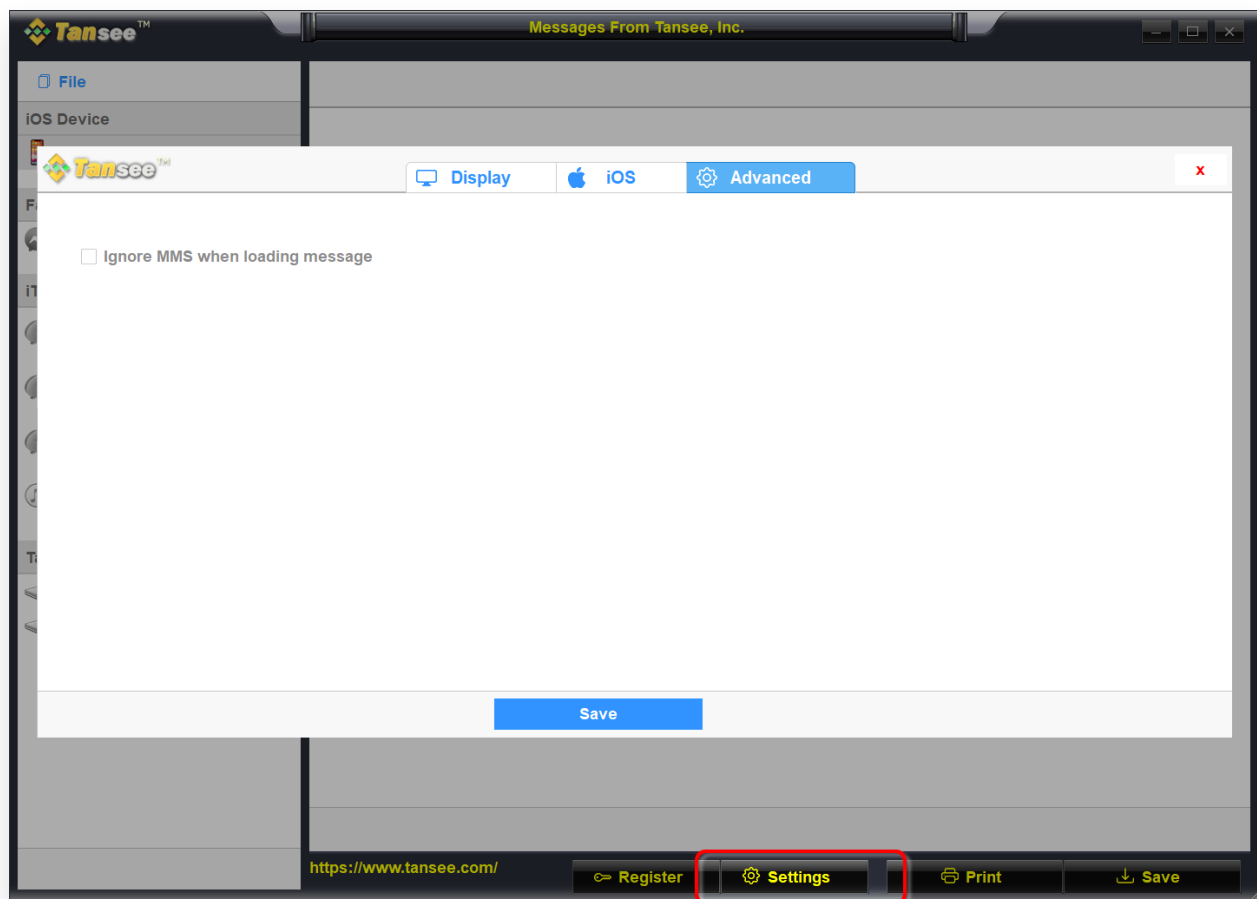 Tansee™
Messages From Tansee, Inc.
File
iOS Device
Tansee™
Display
iOS
Advanced
x
Ignore MMS when loading message
Save
https://www.tansee.com/
Register
Settings
Print
Save